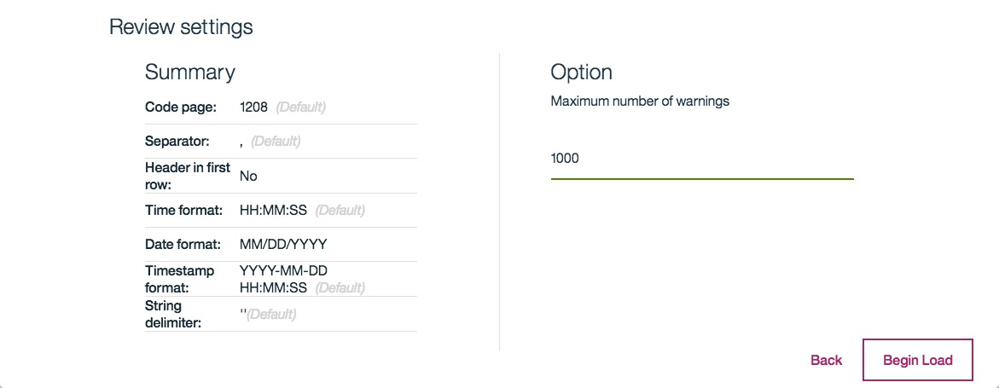 Review settings
Summary
Code page: 1208 (Default)
Separator: , (Default)
Header in first
row: No
Time format: HH:MM:SS (Default)
Date format: MM/DD/YYYY
Timestamp YYYY-MM-DD
format: HH:MM:SS (Default)
String
delimiter: "(Default)
Option
Maximum number of warnings
1000
Back Begin Load